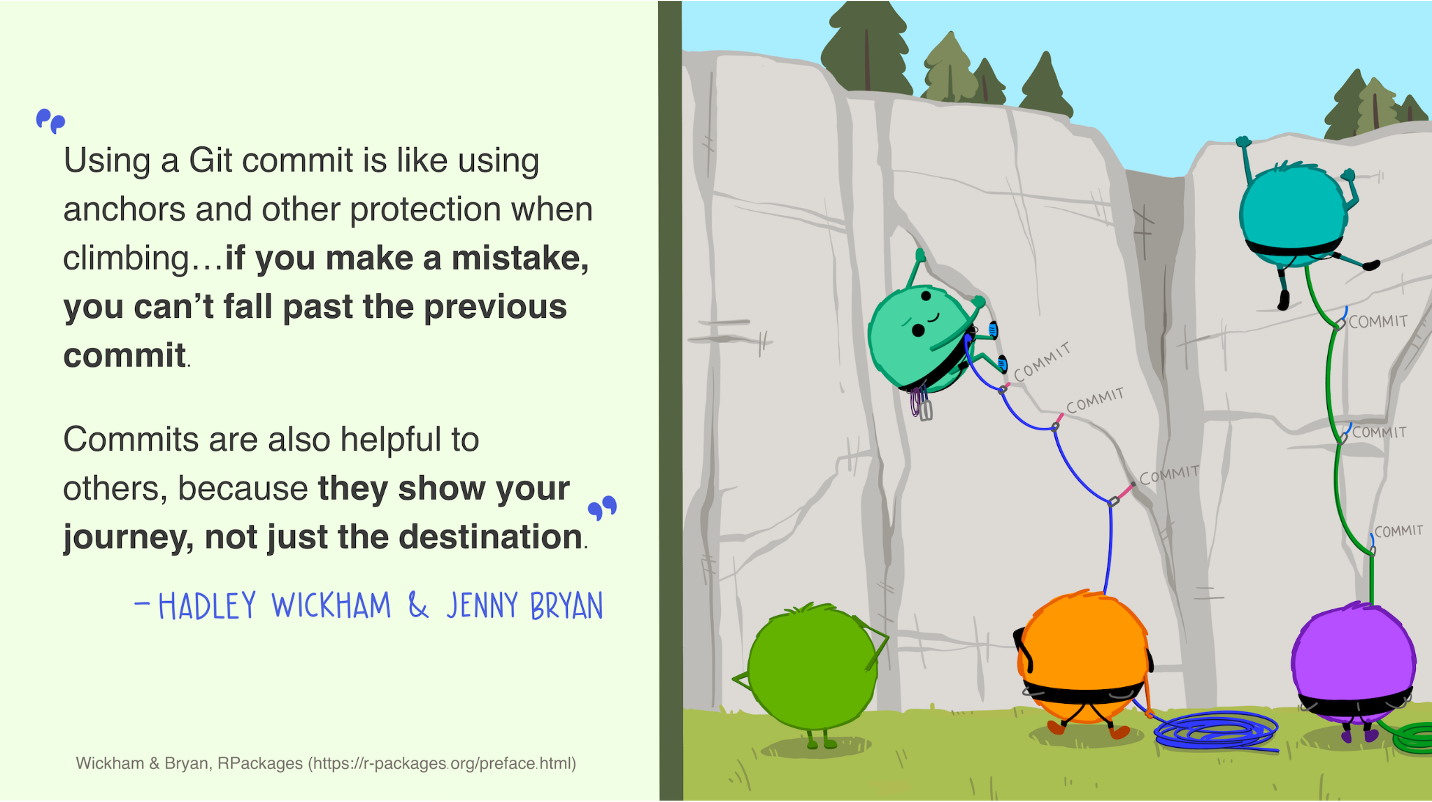 “
Using a Git commit is like using
anchors and other protection when
climbing…if you make a mistake,
you can’t fall past the previous
commit.
Commits are also helpful to
others, because they show your
journey, not just the destination.”
– HADLEY WICKHAM & JENNY BRYAN
Wickham & Bryan, RPackages (https://r-packages.org/preface.html)
COMMIT
COMMIT
COMMIT
COMMIT
COMMIT
COMMIT